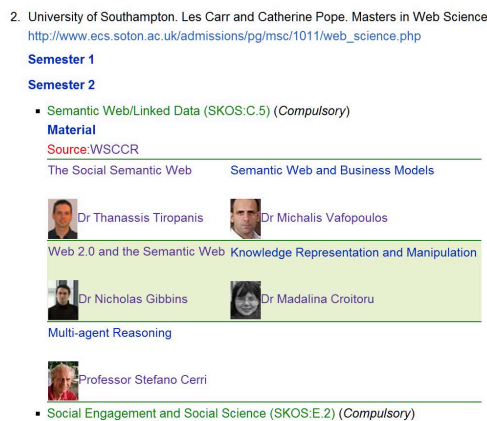 2. University of Southampton. Les Carr and Catherine Pope. Masters in Web Science
http://www.ecs.soton.ac.uk/admissions/pg/msc/1011/web_science.php
Semester 1
Semester 2
Semantic Web/Linked Data (SKOS:C.5) (Compulsory)
Material
Source:WSCCR
The Social Semantic Web Semantic Web and Business Models
Dr Thanassis Tiropanis Dr Michalis Vafopoulos
Web 2.0 and the Semantic Web Knowledge Representation and Manipulation
Dr Nicholas Gibbins Dr Madalina Croitoru
Multi-agent Reasoning
Professor Stefano Cerri
Social Engagement and Social Science (SKOS:E.2) (Compulsory)